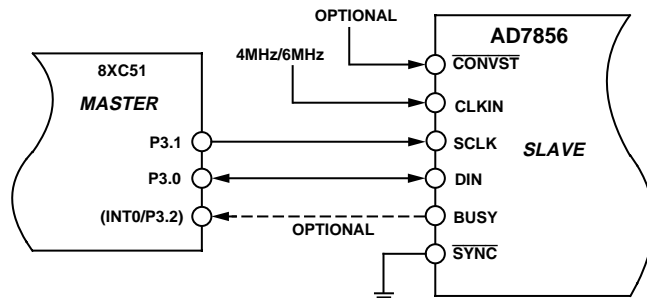 OPTIONAL
AD7856
4MHz/6MHz
8XC51
CONVST
MASTER
CLKIN
P3.1
SCLK
SLAVE
P3.0
DIN
(INT0/P3.2)
BUSY
OPTIONAL
SYNC